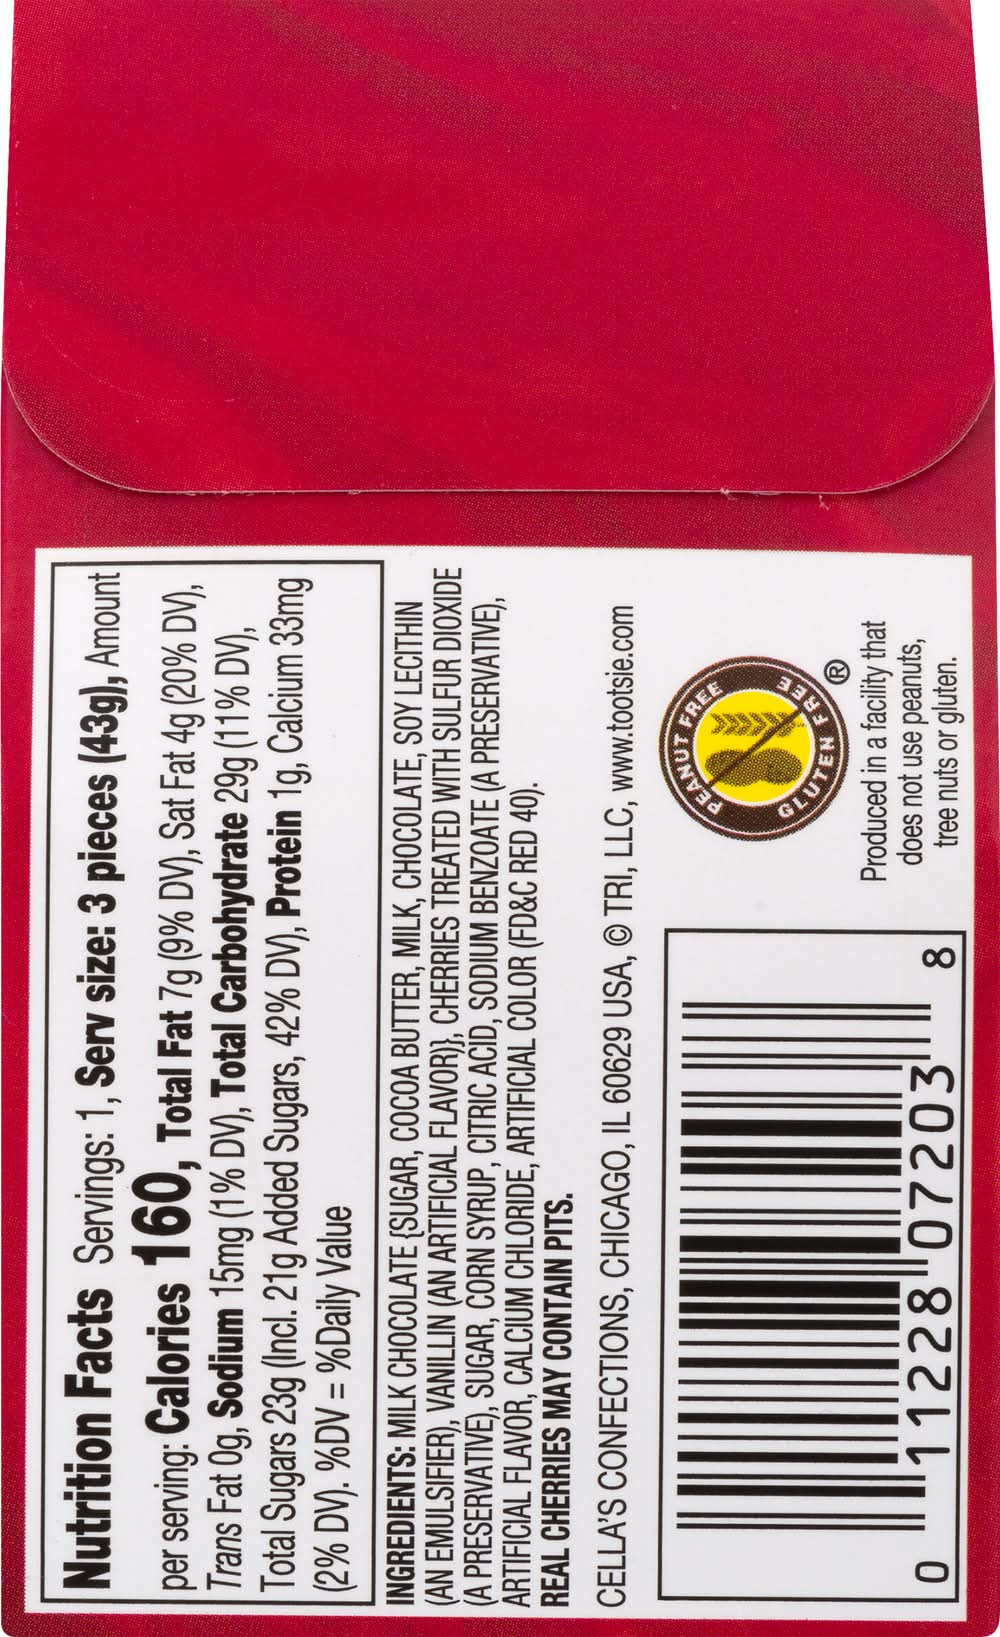 Nutrition Facts Servings: 1, Serv size: 3 pieces (43g), Amount
per serving: Calories 160, Total Fat 7g (9% DV), Sat Fat 4g (20% DV),
Trans Fat 0g, Sodium 15mg (1% DV), Total Carbohydrate 29g (11% DV),
Total Sugars 23g (Incl. 21g Added Sugars, 42% DV), Protein 1g, Calcium 33mg
(2% DV). %DV = %Daily Value
INGREDIENTS: MILK CHOCOLATE {SUGAR, COCOA BUTTER, MILK, CHOCOLATE, SOY LECITHIN
(AN EMULSIFIER), VANILLIN (AN ARTIFICIAL FLAVOR)}, CHERRIES TREATED WITH SULFUR DIOXIDE
(A PRESERVATIVE), SUGAR, CORN SYRUP, CITRIC ACID, SODIUM BENZOATE (A PRESERVATIVE),
ARTIFICIAL FLAVOR, CALCIUM CHLORIDE, ARTIFICIAL COLOR (FD&C RED 40).
REAL CHERRIES MAY CONTAIN PITS.
CELLA'S CONFECTIONS, CHICAGO, IL 60629 USA, © TRI, LLC, www.tootsie.com
0 11228 07203 8
PEANUT FREE
GLUTEN FREE
®
Produced in a facility that
does not use peanuts,
tree nuts or gluten.